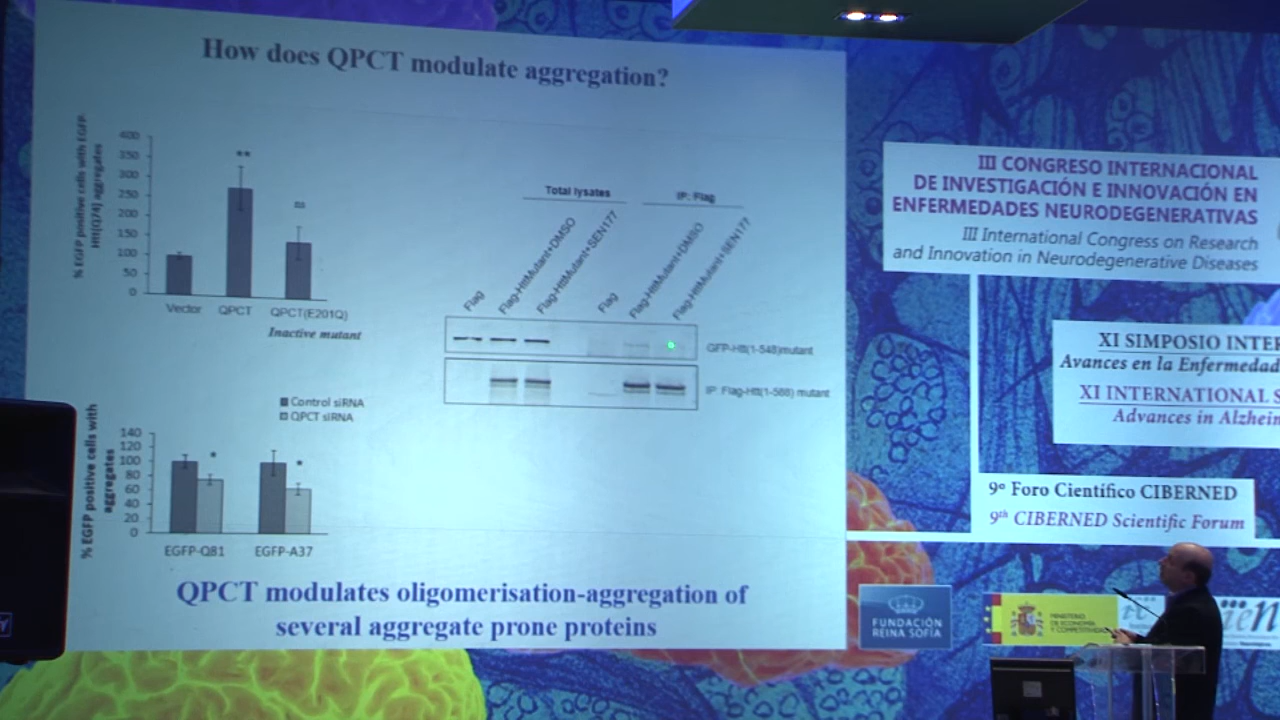 How does QPCT modulate aggregation?
% EGFP positive cells with EGFP-
Htt(Q74) aggregates
400
350
300
250
200
150
100
50
0
**
ns
Vector QPCT QPCT(E201Q)
Inactive mutant
Total lysates
IP: Flag
Flag
Flag-HttMutant+DMSO
Flag-HttMutant+SEN177
Flag
Flag-HttMutant+DMSO
Flag-HttMutant+SEN177
GFP-Htt(1-548)mutant
IP: Flag-Htt(1-588) mutant
Control siRNA
QPCT siRNA
% EGFP positive cells with
aggregates
140
120
100
80
60
40
20
0
*
*
EGFP-Q81 EGFP-A37
QPCT modulates oligomerisation-aggregation of
several aggregate prone proteins
III CONGRESO INTERNACIONAL
DE INVESTIGACIÓN E INNOVACIÓN EN
ENFERMEDADES NEURODEGENERATIVAS
III International Congress on Research
and Innovation in Neurodegenerative Diseases
XI SIMPOSIO INTER
Avances en la Enfermedad
XI INTERNATIONAL S
Advances in Alzhein
9º Foro Científico CIBERNED
9th CIBERNED Scientific Forum
FUNDACIÓN
REINA SOFÍA
MINISTERIO
DE ECONOMÍA
Y COMPETITIVIDAD